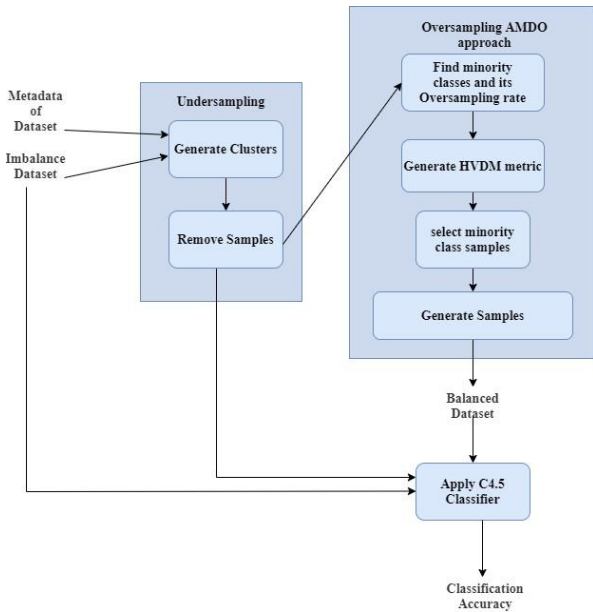 Metadata
of
Dataset
Imbalance
Dataset
Undersampling
Generate Clusters
Remove Samples
Oversampling AMDO
approach
Find minority
classes and its
Oversampling rate
Generate HVDM metric
select minority
class samples
Generate Samples
Balanced
Dataset
Apply C4.5
Classifier
Classification
Accuracy